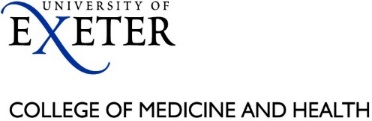 UNIVERSITY OF
EXETER
COLLEGE OF MEDICINE AND HEALTH